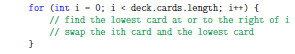 for (int i = 0; i < deck.cards.length; i++) {
// find the lowest card at or to the right of i
// swap the ith card and the lowest card
}